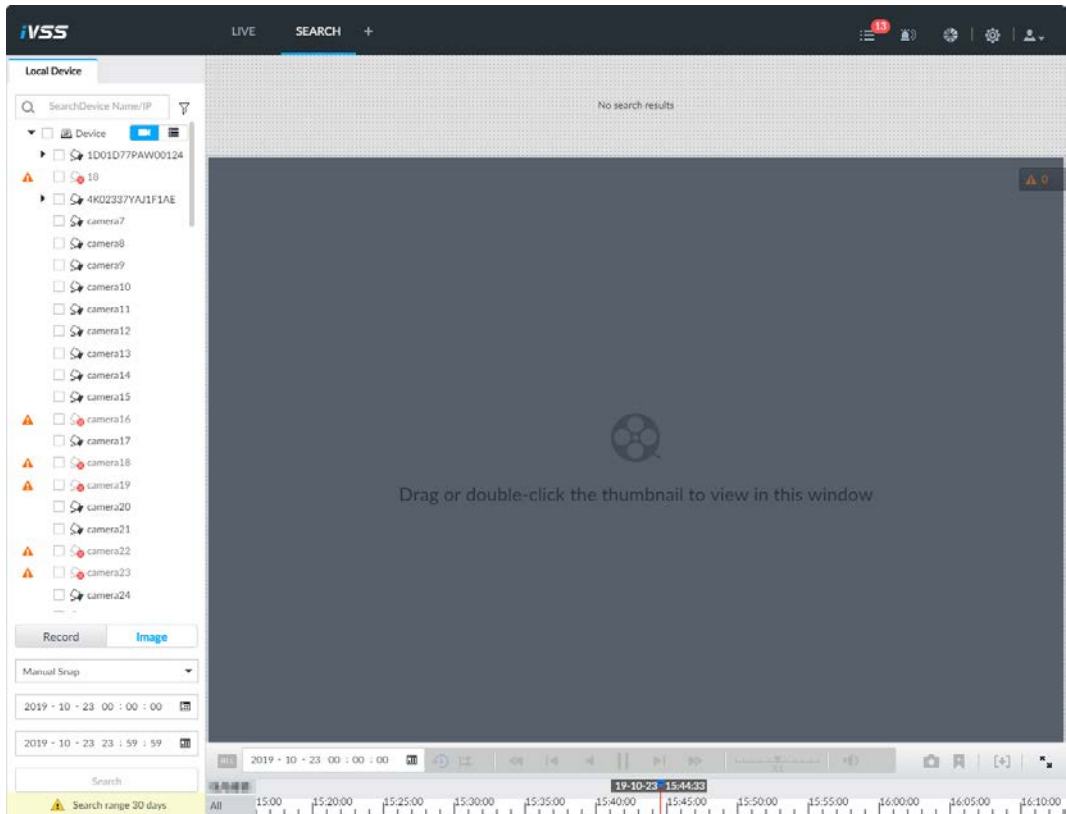 iVSS
LIVE SEARCH +
13
Local Device
SearchDevice Name/IP
No search results
Device
1D01D77PAW00124
18
4K02337YAJ1F1AE
0
camera7
camera8
camera9
camera10
camera11
camera12
camera13
camera14
camera15
camera16
camera17
camera18
camera19
camera20
camera21
camera22
camera23
camera24
Drag or double-click the thumbnail to view in this window
Record Image
Manual Snap
2019 - 10 - 23 00 : 00 : 00
2019 - 10 - 23 23 : 59 : 59
Search
Search range 30 days
2019 - 10 - 23 00 : 00 : 00
19-10-23 15:44:33
All 15:00 15:20:00 15:25:00 15:30:00 15:35:00 15:40:00 15:45:00 15:50:00 15:55:00 16:00:00 16:05:00 16:10:00